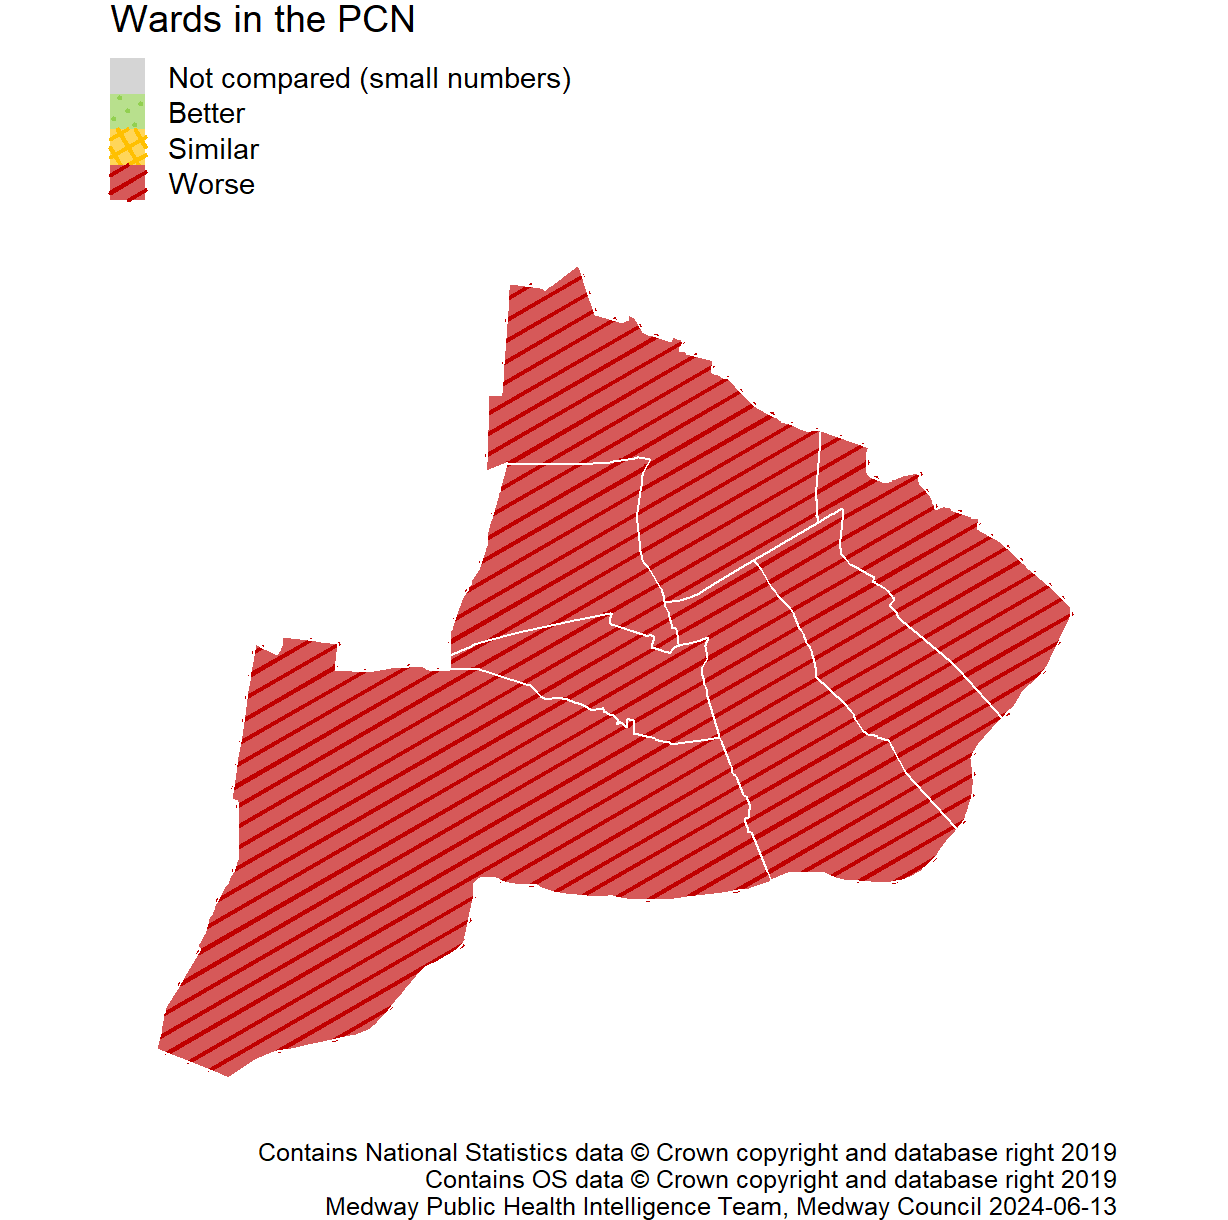 Wards in the PCN
Not compared (small numbers)
Better
Similar
Worse
Contains National Statistics data © Crown copyright and database right 2019
Contains OS data © Crown copyright and database right 2019
Medway Public Health Intelligence Team, Medway Council 2024-06-13